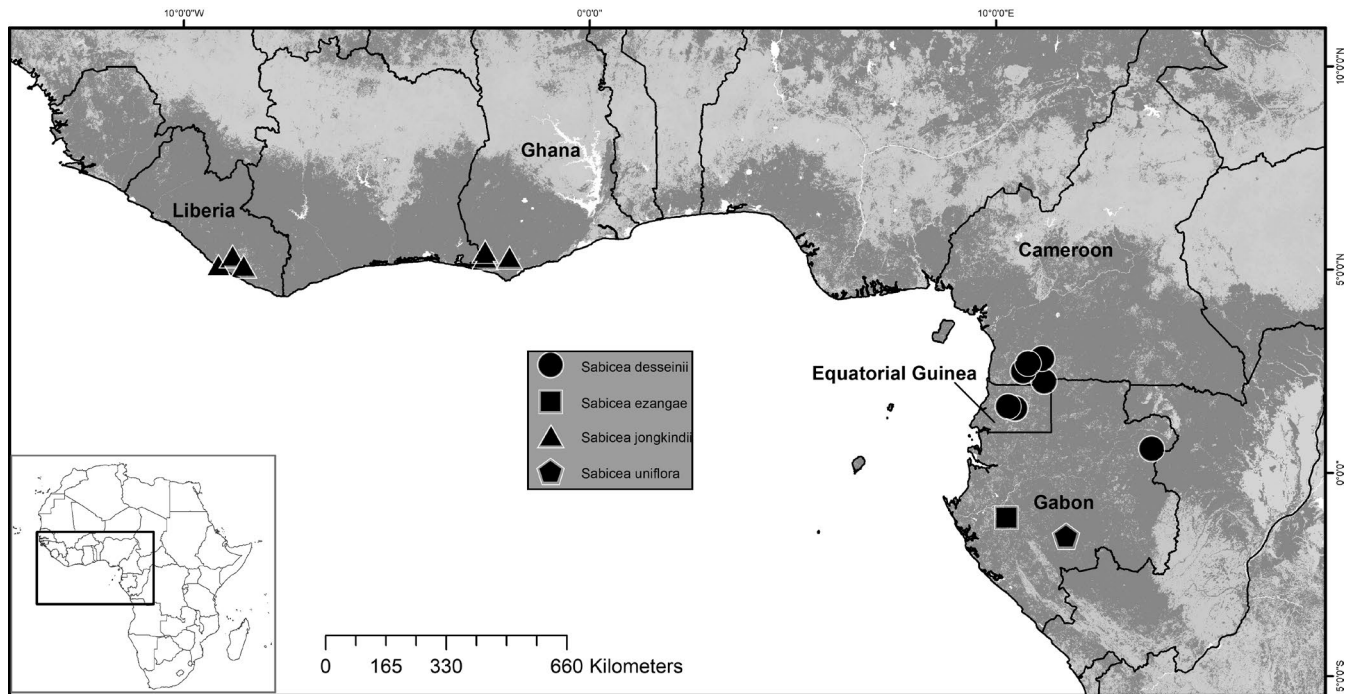 10°0'0"W
0°0'0"
10°0'0"E
10°0'0"N
Ghana
Liberia
Cameroon
5°0'0"N
Sabicea desseinii
Equatorial Guinea
Sabicea ezangae
Sabicea jongkindii
Sabicea uniflora
0°0'0"
Gabon
0
165
330
660 Kilometers
5°0'0"S